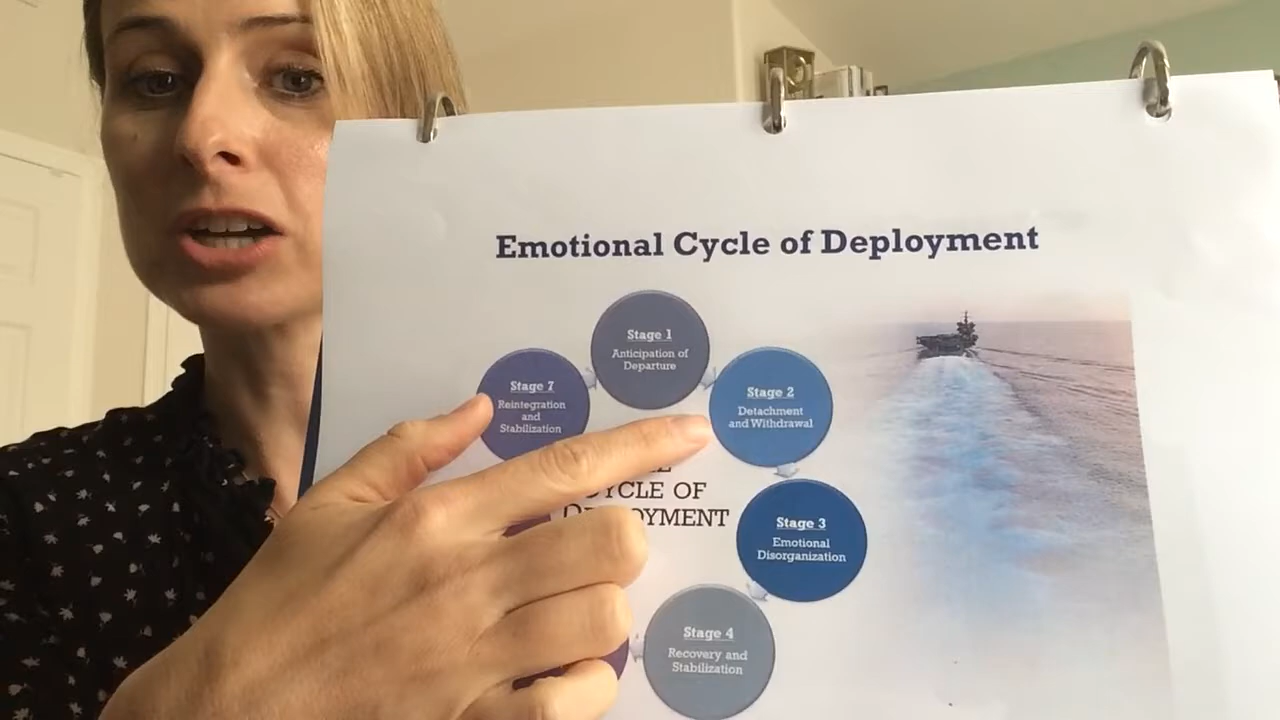 Emotional Cycle of Deployment
Stage 1
Anticipation of
Departure
Stage 2
Detachment
and Withdrawal
Stage 3
Emotional
Disorganization
Stage 4
Recovery and
Stabilization
Stage 7
Reintegration
and
Stabilization
CYCLE OF
DEPLOYMENT